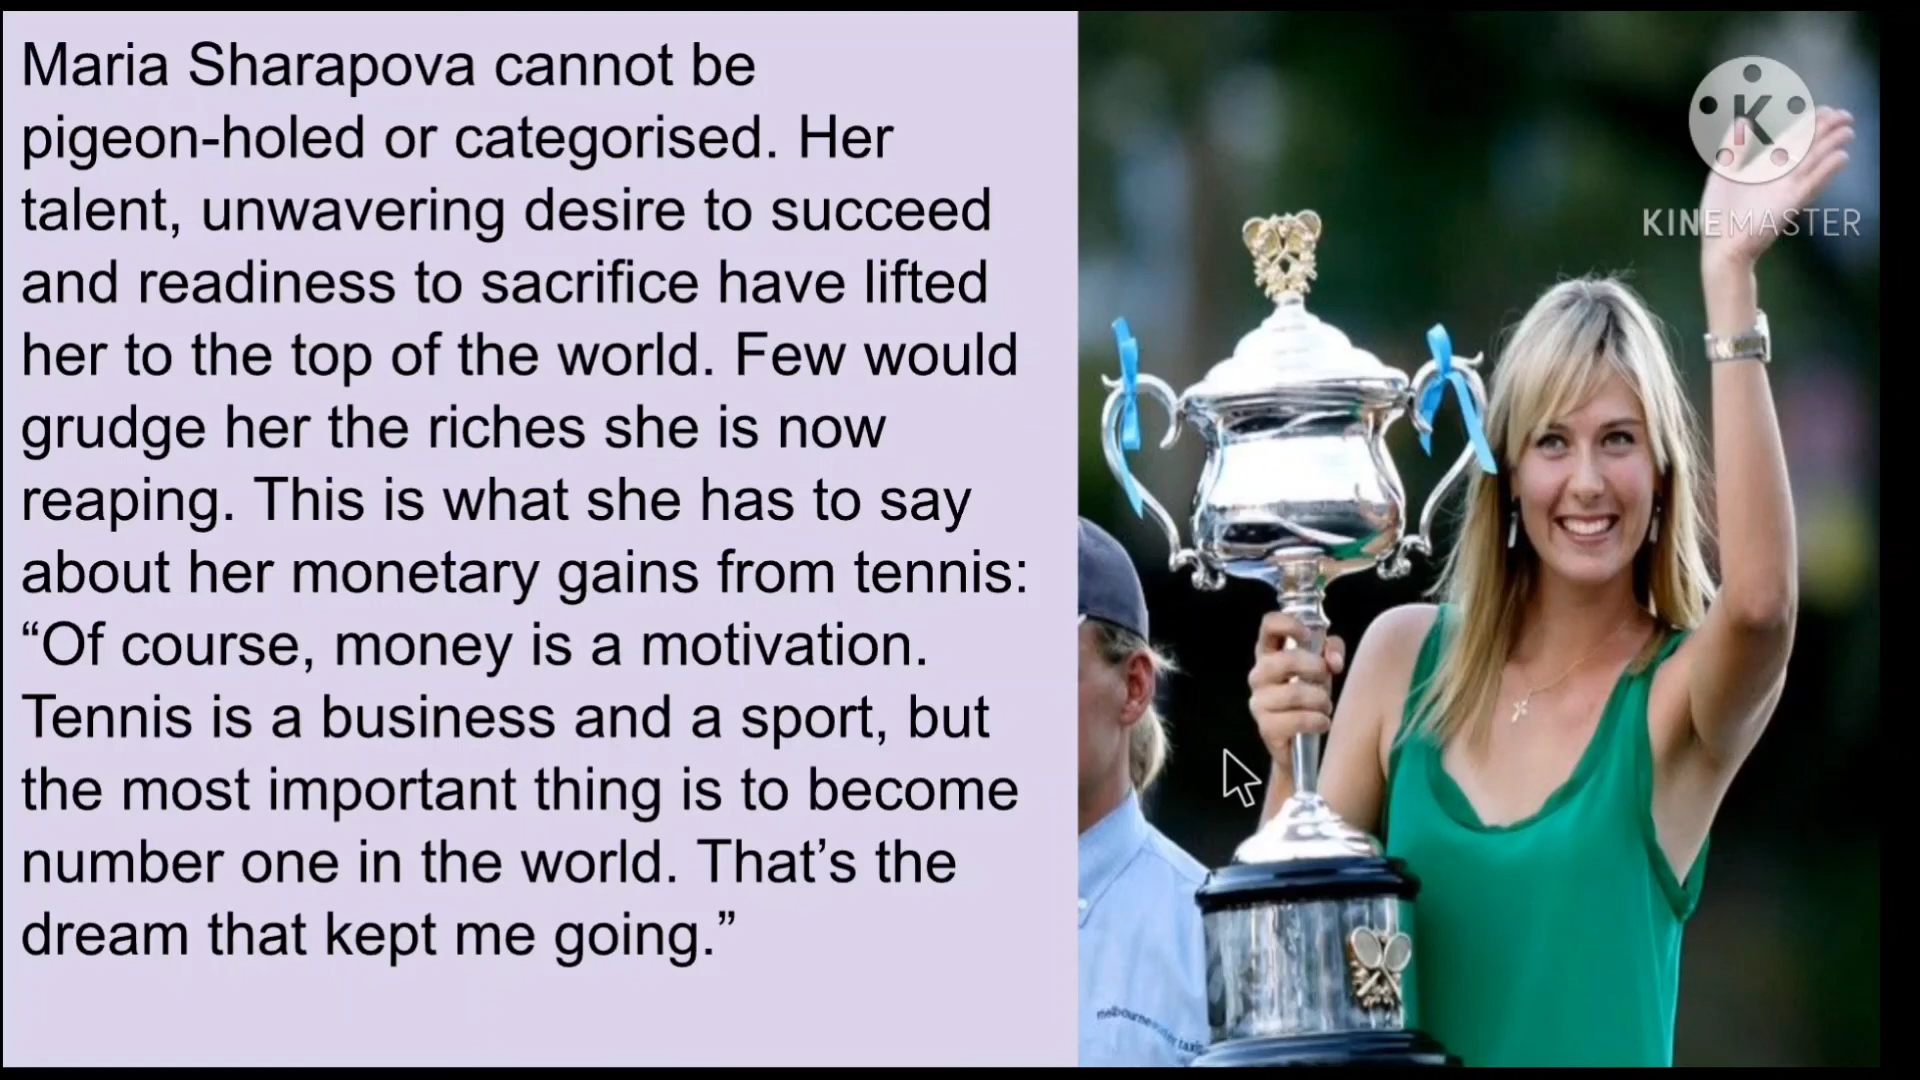 Maria Sharapova cannot be
pigeon-holed or categorised. Her
talent, unwavering desire to succeed
and readiness to sacrifice have lifted
her to the top of the world. Few would
grudge her the riches she is now
reaping. This is what she has to say
about her monetary gains from tennis:
“Of course, money is a motivation.
Tennis is a business and a sport, but
the most important thing is to become
number one in the world. That’s the
dream that kept me going.”
K
KINEMASTER
melbourne